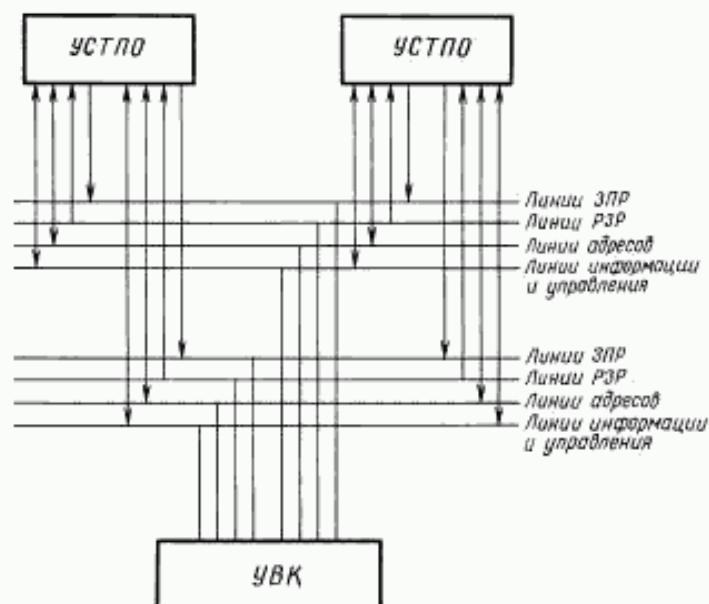 УСТПО
УСТПО
Линии ЗПР
Линии РЗР
Линии адресов
Линии информации
и управления
Линии ЗПР
Линии РЗР
Линии адресов
Линии информации
и управления
УВК